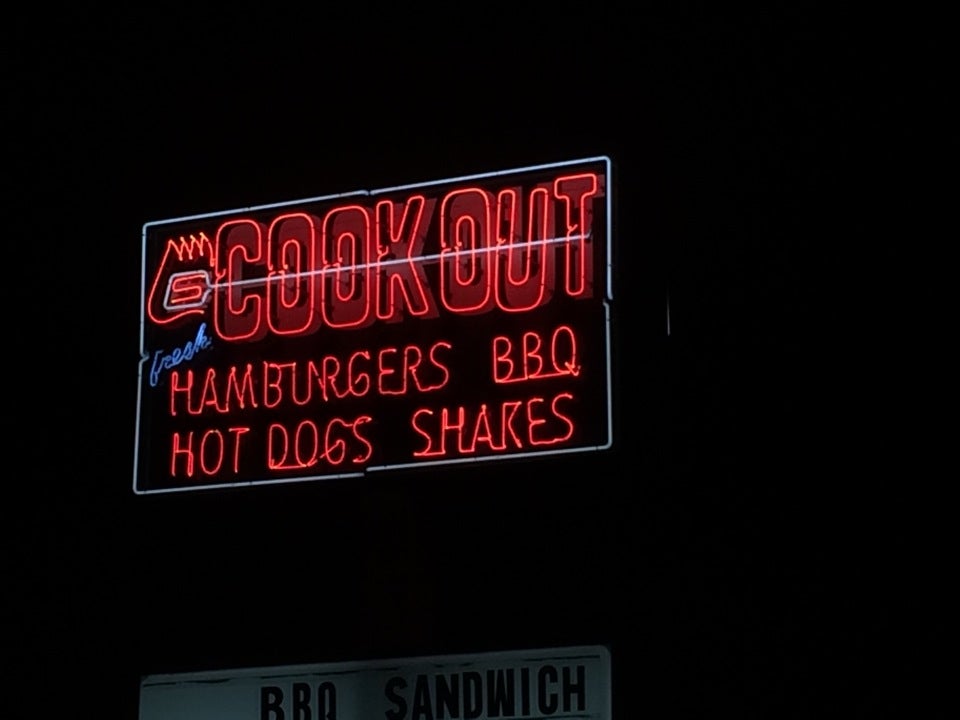 COOKOUT
fresh
HAMBURGERS BBQ
HOT DOGS SHAKES
BBQ SANDWICH